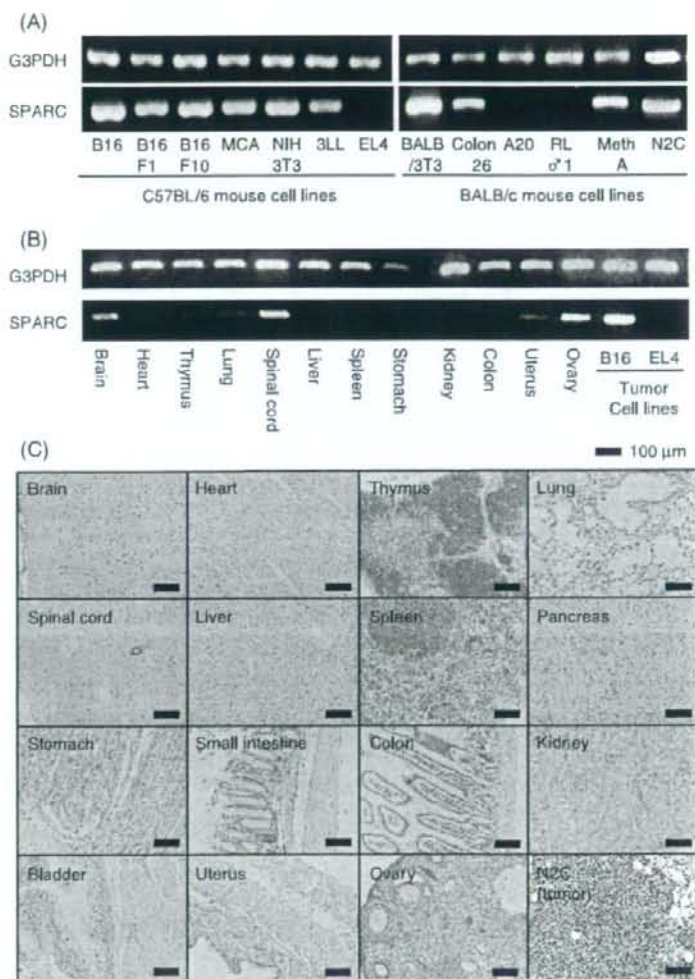 (A)
G3PDH
SPARC
B16 B16 F1 B16 F10 MCA NIH 3T3 3LL EL4 BALB /3T3 Colon 26 A20 RL ♂1 Meth A N2C
C57BL/6 mouse cell lines BALB/c mouse cell lines
(B)
G3PDH
SPARC
Brain Heart Thymus Lung Spinal cord Liver Spleen Stomach Kidney Colon Uterus Ovary B16 EL4
Tumor
Cell lines
(C) 100 μm
Brain Heart Thymus Lung
Spinal cord Liver Spleen Pancreas
Stomach Small intestine Colon Kidney
Bladder Uterus Ovary N2C
(tumor)